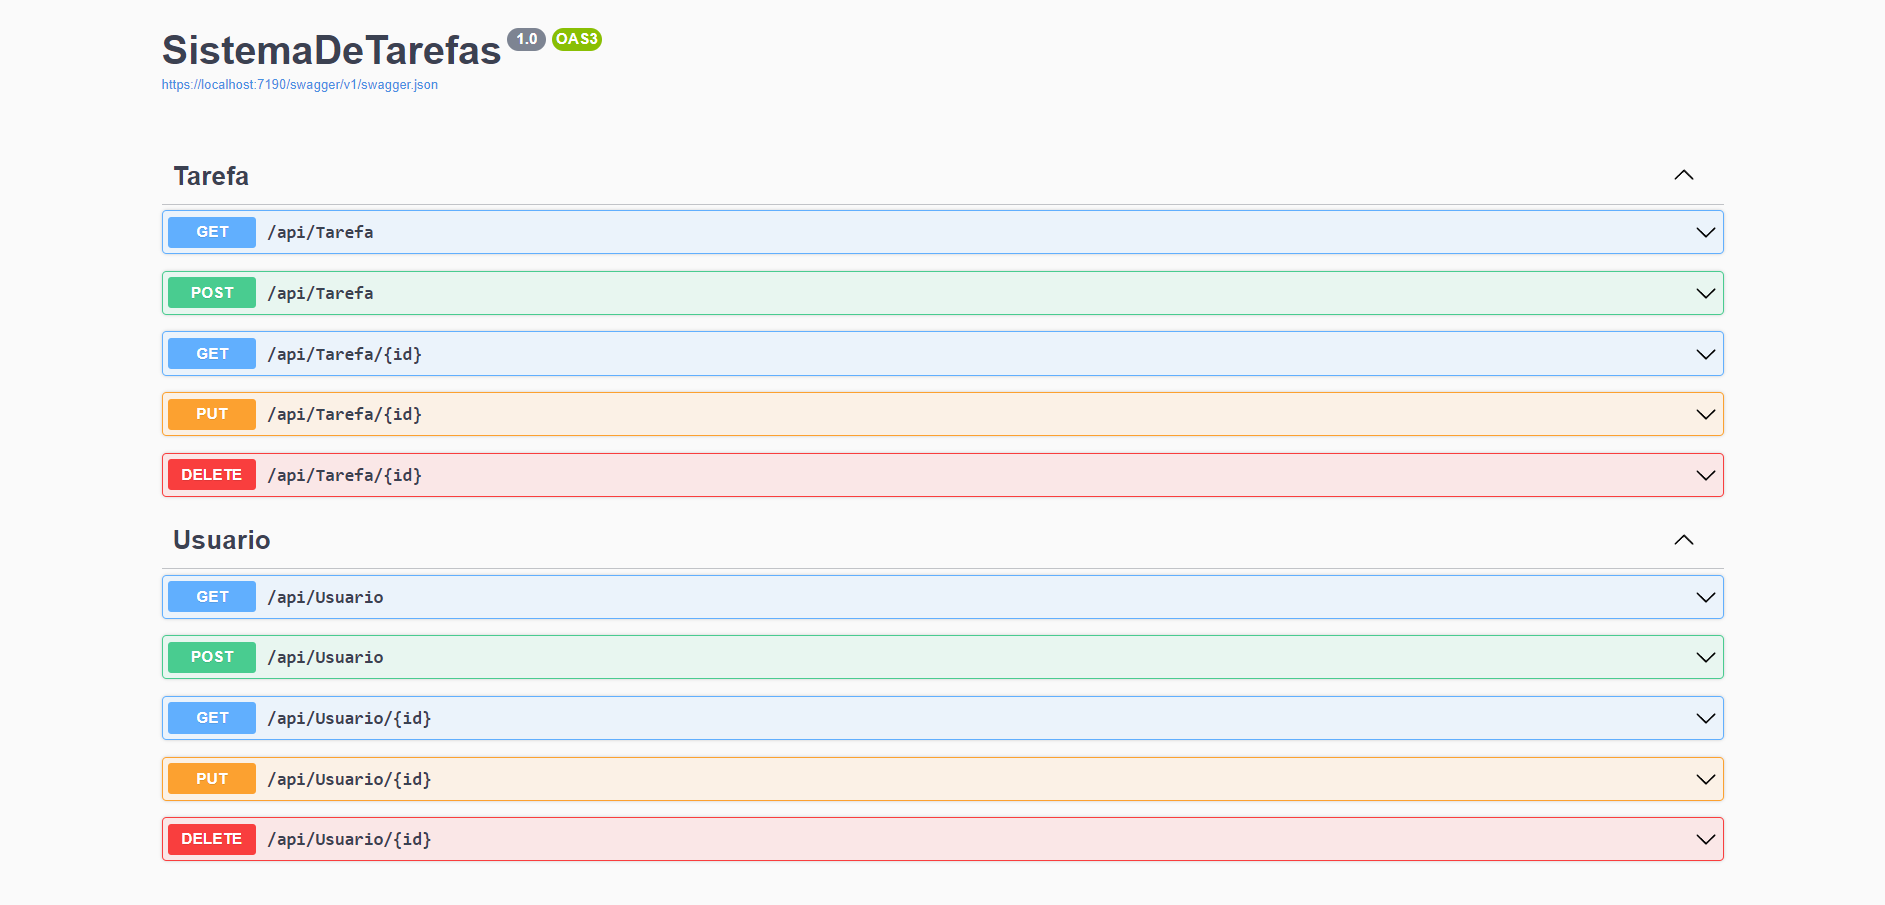 SistemaDeTarefas 1.0 OAS3
https://localhost:7190/swagger/v1/swagger.json
Tarefa
GET /api/Tarefa
POST /api/Tarefa
GET /api/Tarefa/{id}
PUT /api/Tarefa/{id}
DELETE /api/Tarefa/{id}
Usuario
GET /api/Usuario
POST /api/Usuario
GET /api/Usuario/{id}
PUT /api/Usuario/{id}
DELETE /api/Usuario/{id}